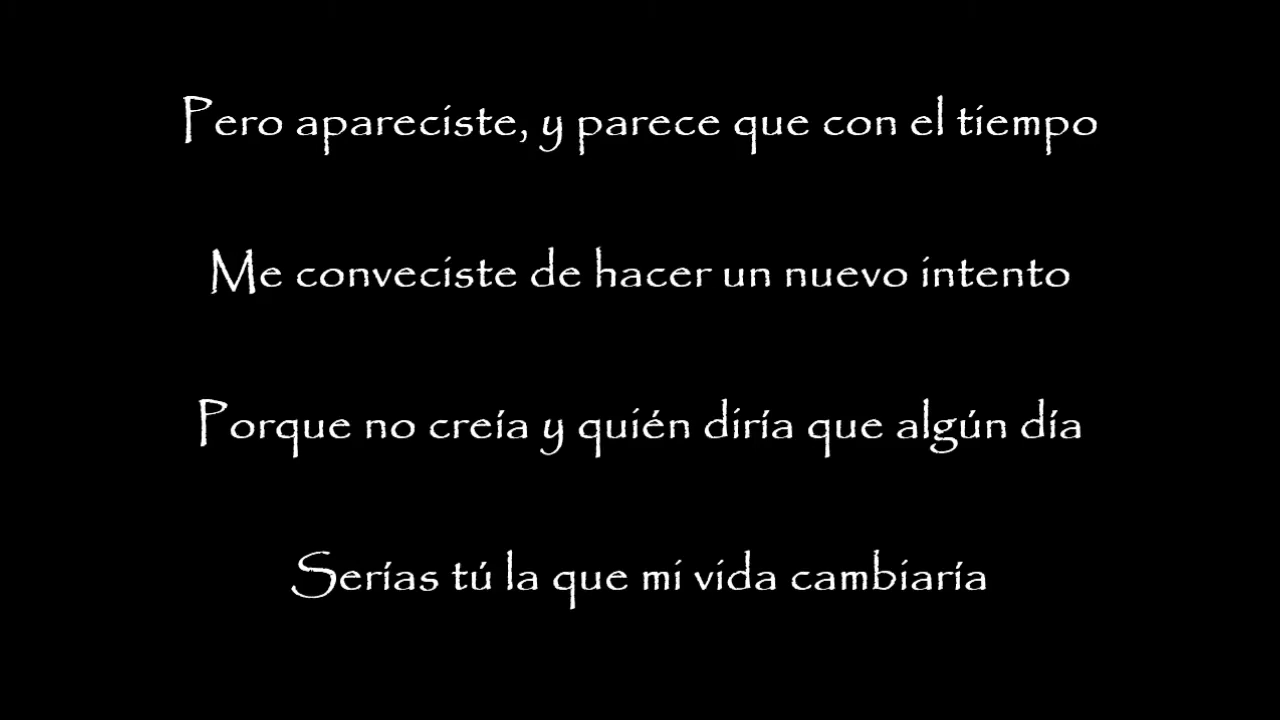 Pero apareciste, y parece que con el tiempo
Me conveciste de hacer un nuevo intento
Porque no creía y quién diría que algún día
Serías tú la que mi vida cambiaría